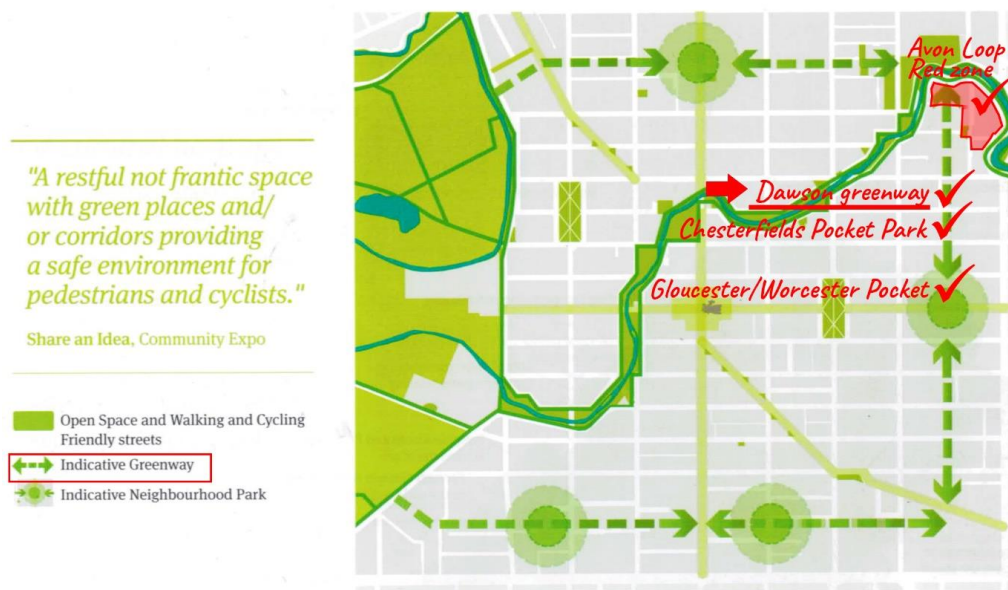 "A restful not frantic space
with green places and/
or corridors providing
a safe environment for
pedestrians and cyclists."
Share an Idea, Community Expo
Open Space and Walking and Cycling
Friendly streets
Indicative Greenway
Indicative Neighbourhood Park
Avon Loop
Red zone
Dawson greenway
Chesterfields Pocket Park
Gloucester/Worcester Pocket